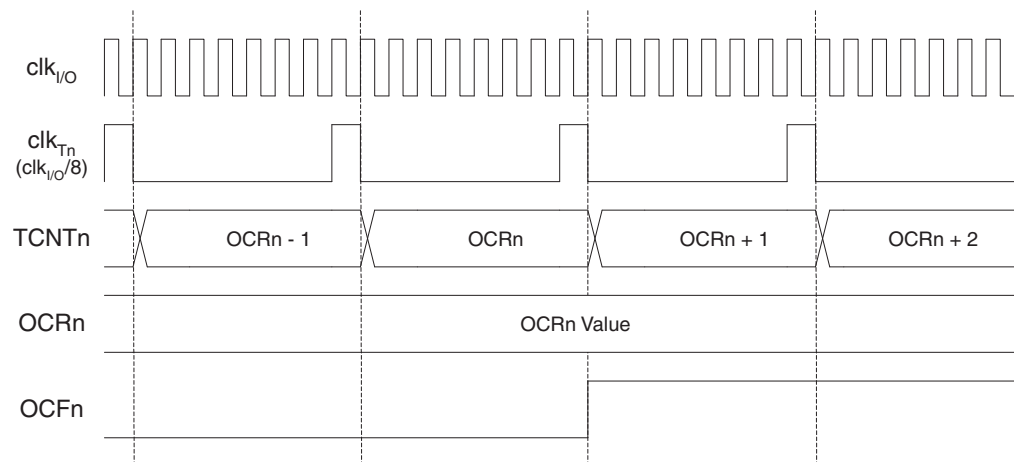 clkI/O
clkTn
(clkI/O/8)
TCNTn
OCRn - 1
OCRn
OCRn + 1
OCRn + 2
OCRn
OCRn Value
OCFn